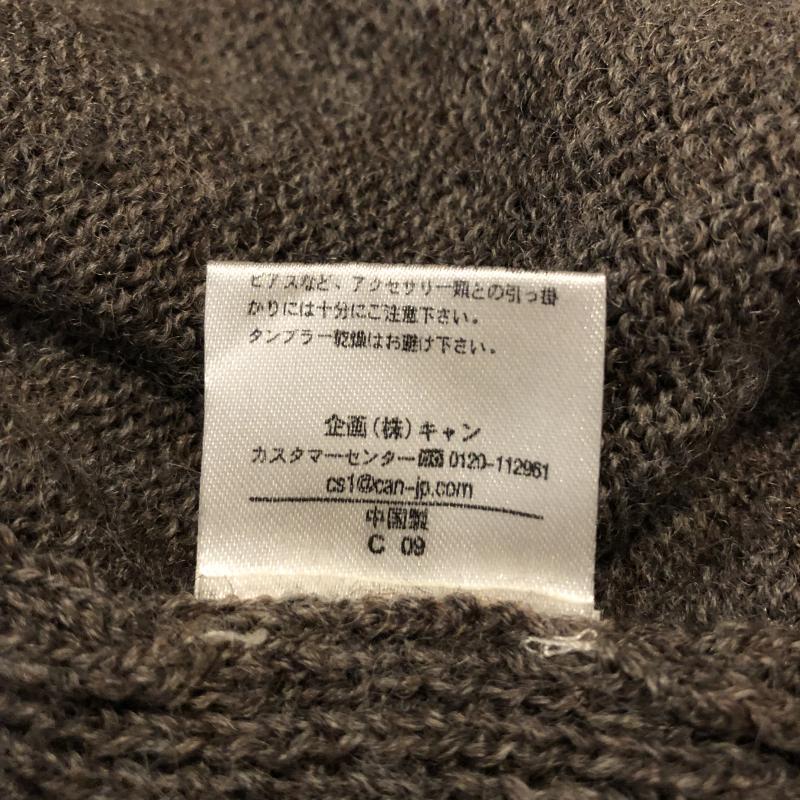 ピアスなど、アクセサリー類との引っ掛
かりには十分にご注意下さい。
タンブラー乾燥はお避け下さい。
企画(株)キャン
カスタマーセンター 0120-112961
cs1@can-jp.com
中国製
C 09